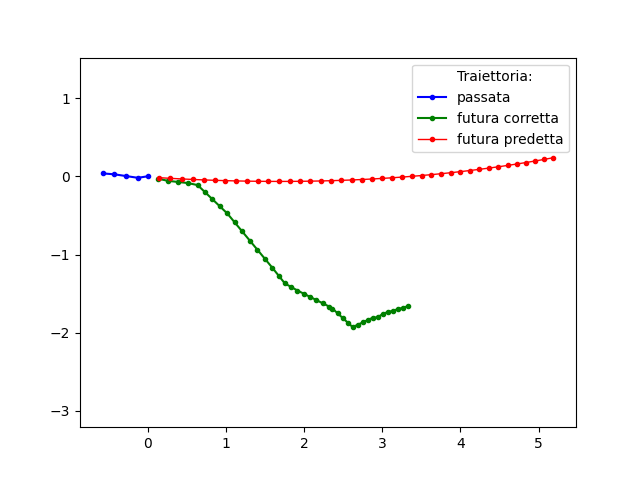 Traiettoria:
passata
futura corretta
futura predetta
1
0
−1
−2
−3
0 1 2 3 4 5